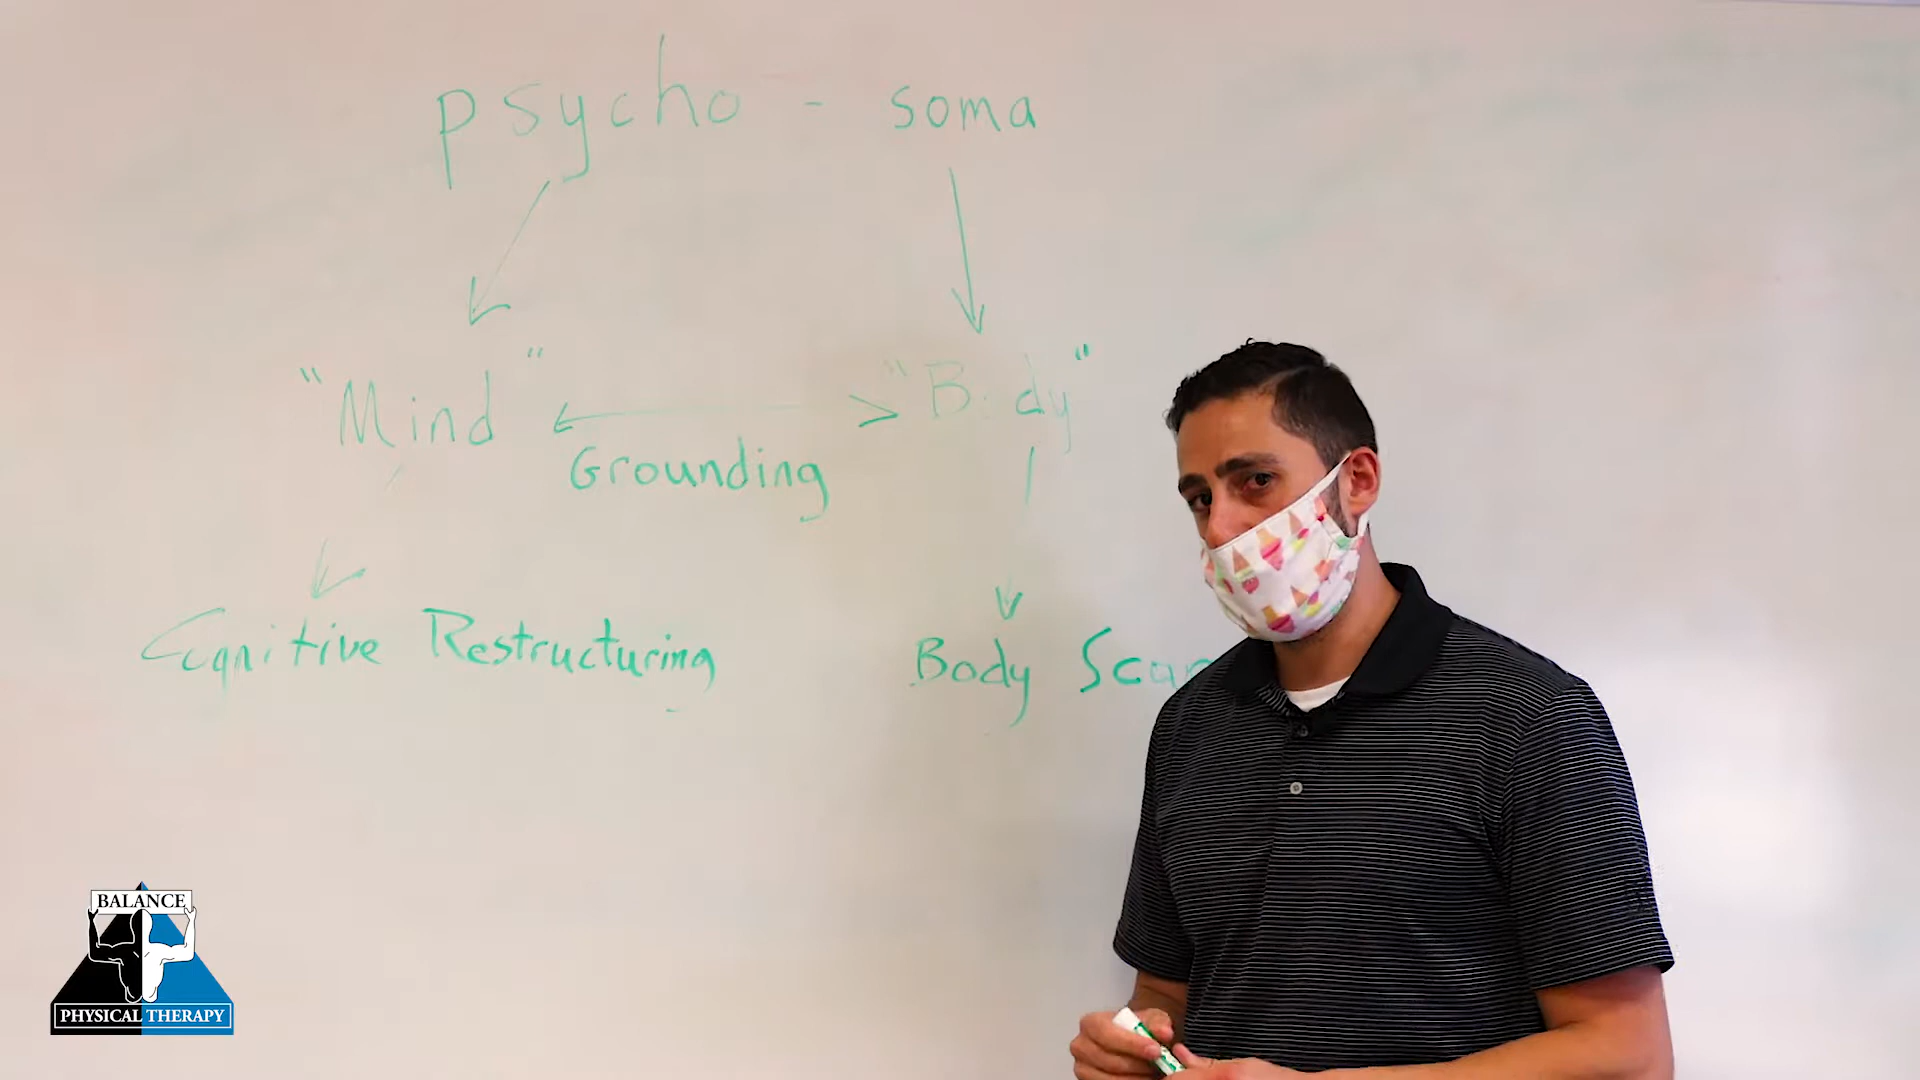 psycho - soma
"Mind" "Body"
Grounding
Cognitive Restructuring Body Scan
BALANCE
PHYSICAL THERAPY